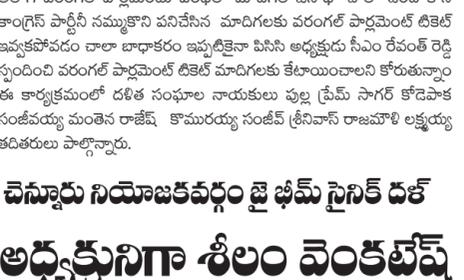 కాంగ్రెస్ పార్టీనీ నమ్ముకొని పనిచేసిన మాదిగలకు వరంగల్ పార్లమెంట్ టికెట్
ఇవ్వకపోవడం చాలా బాధాకరం ఇప్పటికైనా పిసిసి అధ్యక్షుడు సీఎం రేవంత్ రెడ్డి
స్పందించి వరంగల్ పార్లమెంట్ టికెట్ మాదిగలకు కేటాయించాలని కోరుతున్నాం
ఈ కార్యక్రమంలో దళిత సంఘాల నాయకులు పుల్ల ప్రేమ్ సాగర్ కోడెపాక
సంజీవయ్య మంతెన రాజేష్ కొమురయ్య సంజీవ్ శ్రీనివాస్ రాజమౌళి లక్ష్మయ్య
తదితరులు పాల్గొన్నారు.
చెన్నూరు నియోజకవర్గం జై భీమ్ సైనిక్ దళ్
అధ్యక్షునిగా శీలం వెంకటేష్